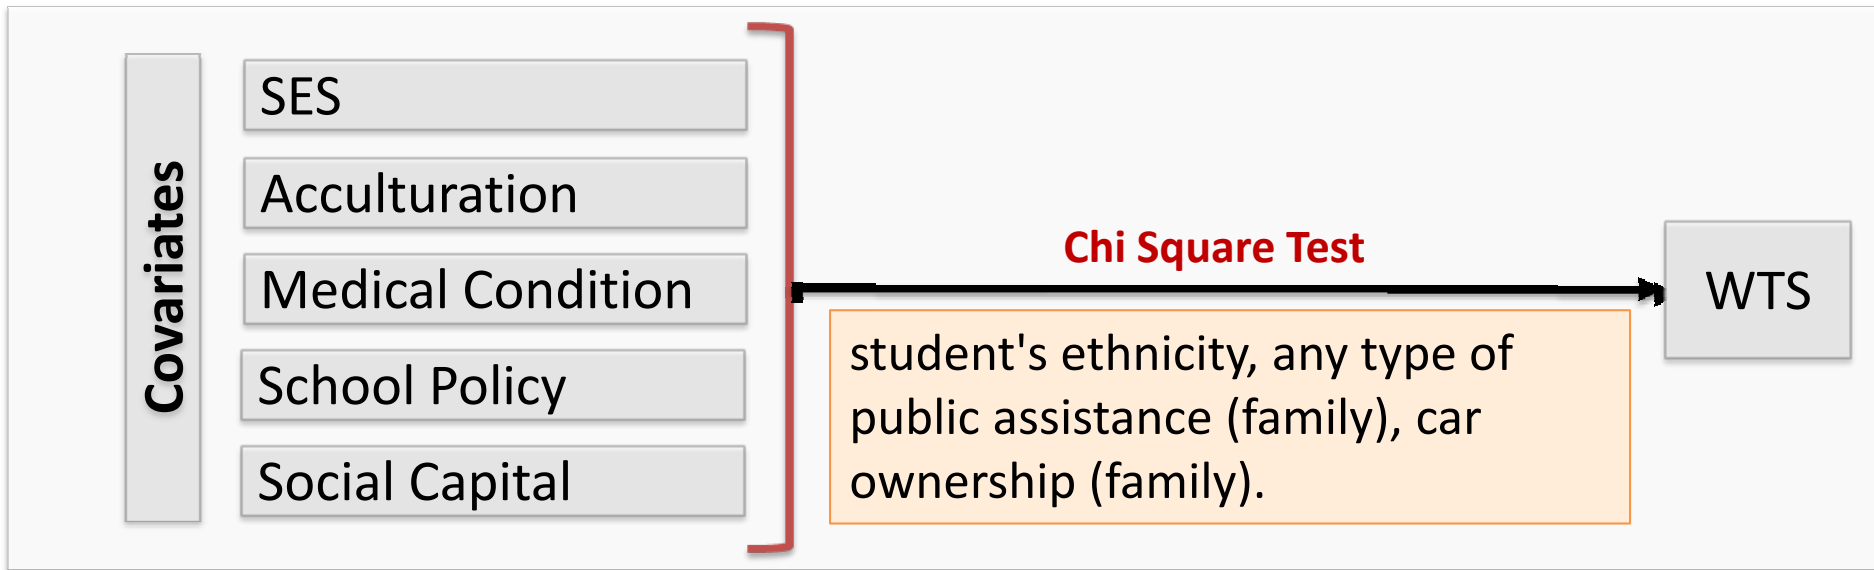 Covariates
SES
Acculturation
Medical Condition
School Policy
Social Capital
Chi Square Test
student's ethnicity, any type of
public assistance (family), car
ownership (family).
WTS